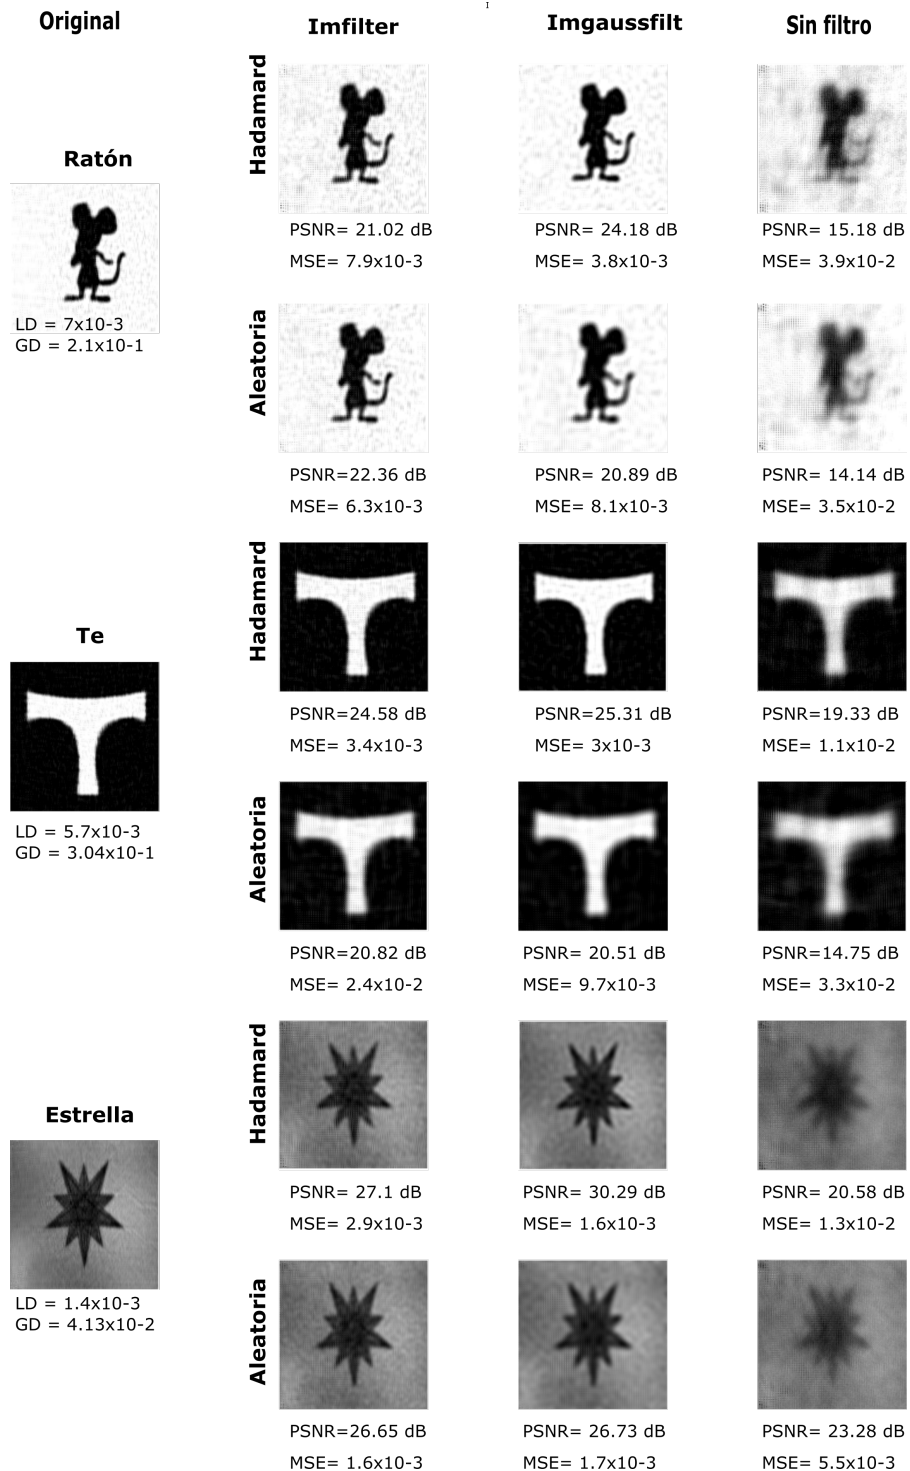 I
Original
Imfilter
Imgaussfilt
Sin filtro
Hadamard
Ratón
LD = 7x10-3
GD = 2.1x10-1
PSNR= 21.02 dB
PSNR= 24.18 dB
PSNR= 15.18 dB
MSE= 7.9x10-3
MSE= 3.8x10-3
MSE= 3.9x10-2
Aleatoria
PSNR=22.36 dB
PSNR= 20.89 dB
PSNR= 14.14 dB
MSE= 6.3x10-3
MSE= 8.1x10-3
MSE= 3.5x10-2
Hadamard
Te
LD = 5.7x10-3
GD = 3.04x10-1
PSNR=24.58 dB
PSNR=25.31 dB
PSNR=19.33 dB
MSE= 3.4x10-3
MSE= 3x10-3
MSE= 1.1x10-2
Aleatoria
PSNR=20.82 dB
PSNR= 20.51 dB
PSNR=14.75 dB
MSE= 2.4x10-2
MSE= 9.7x10-3
MSE= 3.3x10-2
Hadamard
Estrella
LD = 1.4x10-3
GD = 4.13x10-2
PSNR= 27.1 dB
PSNR= 30.29 dB
PSNR= 20.58 dB
MSE= 2.9x10-3
MSE= 1.6x10-3
MSE= 1.3x10-2
Aleatoria
PSNR=26.65 dB
PSNR= 26.73 dB
PSNR= 23.28 dB
MSE= 1.6x10-3
MSE= 1.7x10-3
MSE= 5.5x10-3